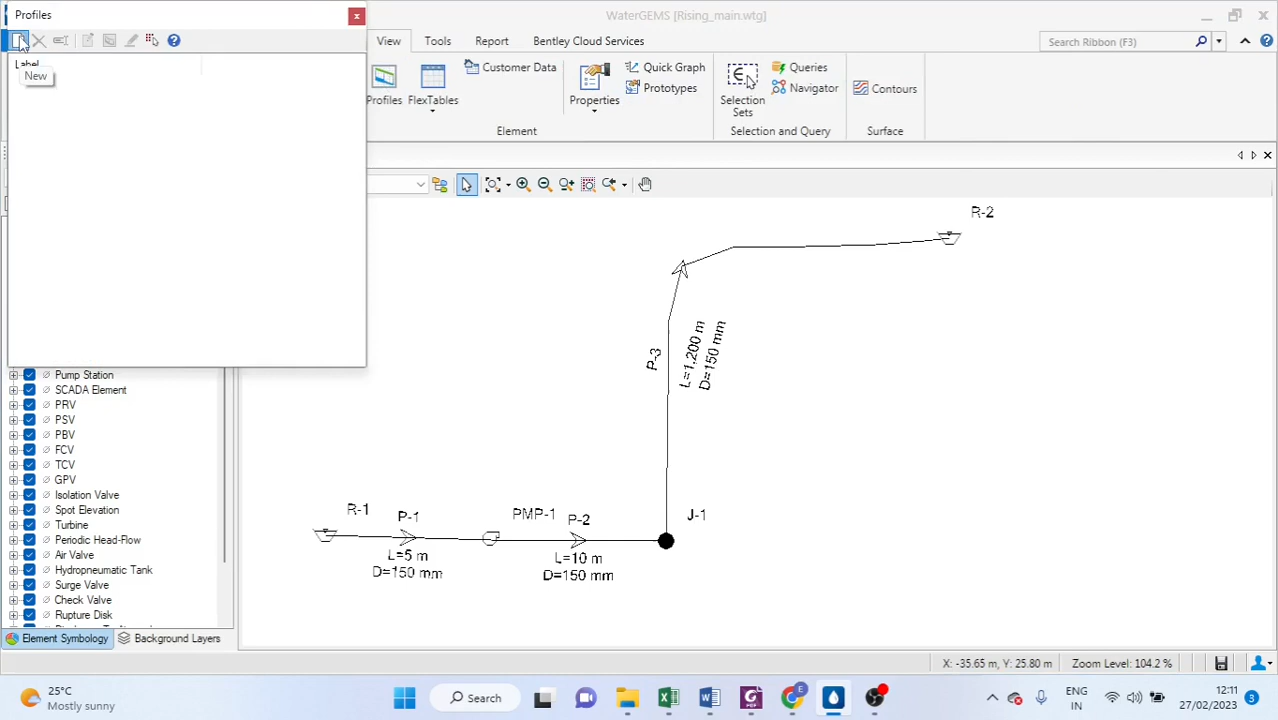 Profiles
WaterGEMS [Rising_main.wtg]
View
Tools
Report
Bentley Cloud Services
Search Ribbon (F3)
Label
New
Profiles
FlexTables
Customer Data
Properties
Quick Graph
Prototypes
Element
Selection
Sets
Queries
Navigator
Selection and Query
Contours
Surface
R-2
P-3
L=1,200 m
D=150 mm
R-1
P-1
L=5 m
D=150 mm
PMP-1
P-2
L=10 m
D=150 mm
J-1
Pump Station
SCADA Element
PRV
PSV
PBV
FCV
TCV
GPV
Isolation Valve
Spot Elevation
Turbine
Periodic Head-Flow
Air Valve
Hydropneumatic Tank
Surge Valve
Check Valve
Rupture Disk
Element Symbology
Background Layers
X: -35.65 m, Y: 25.80 m
Zoom Level: 104.2 %
25°C
Mostly sunny
Search
ENG
IN
12:11
27/02/2023
3